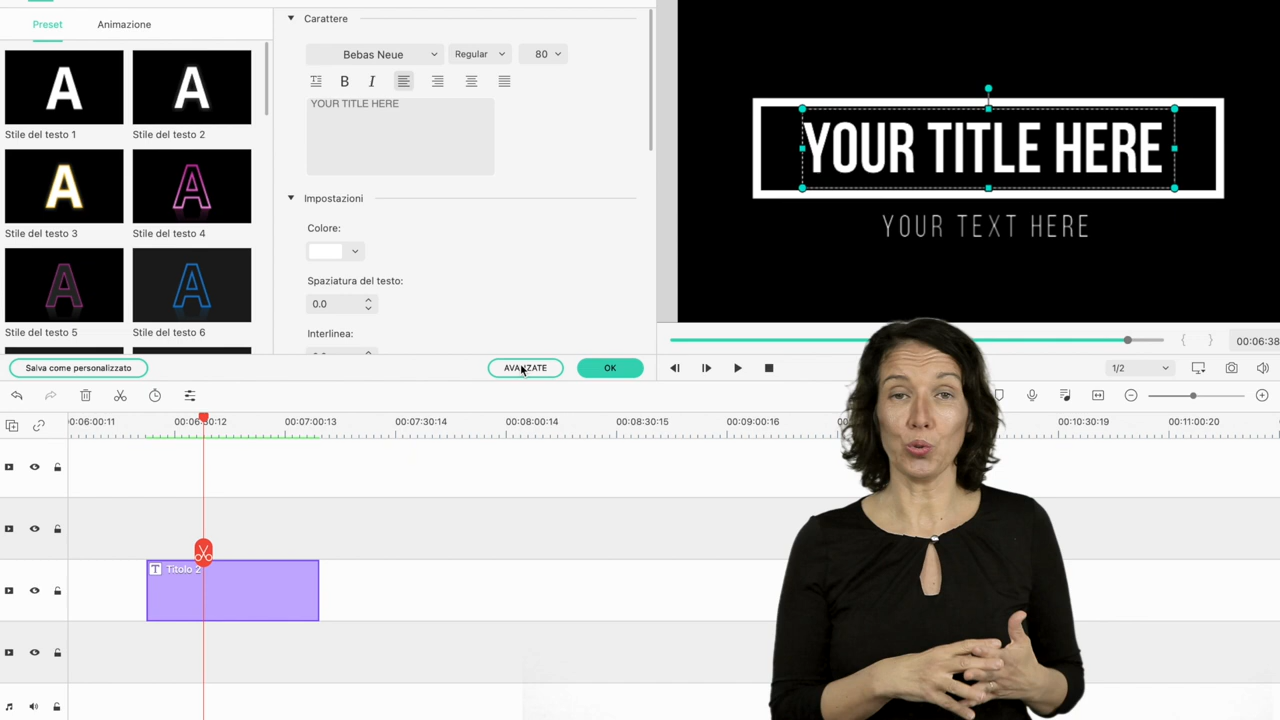 Preset
Animazione
Stile del testo 1
Stile del testo 2
Stile del testo 3
Stile del testo 4
Stile del testo 5
Stile del testo 6
Salva come personalizzato
Carattere
Bebas Neue
Regular
80
B I
YOUR TITLE HERE
Impostazioni
Colore:
Spaziatura del testo:
0.0
Interlinea:
AVANZATE
OK
YOUR TITLE HERE
YOUR TEXT HERE
00:06:38
1/2
0:06:00:11
00:07:00:13
00:07:30:14
00:08:00:14
00:08:30:15
00:09:00:16
00:10:30:19
00:11:00:20
T Titolo 2